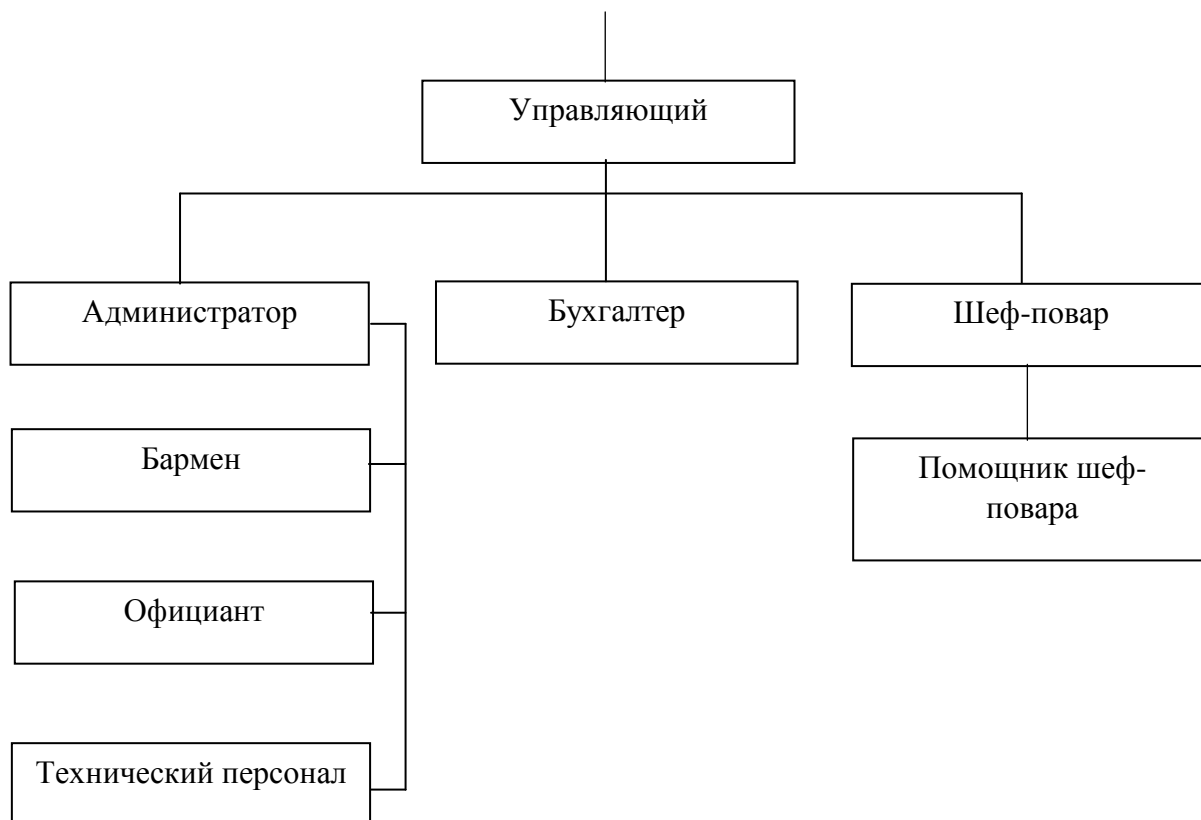 Управляющий
Администратор
Бухгалтер
Шеф-повар
Бармен
Помощник шеф-
повара
Официант
Технический персонал